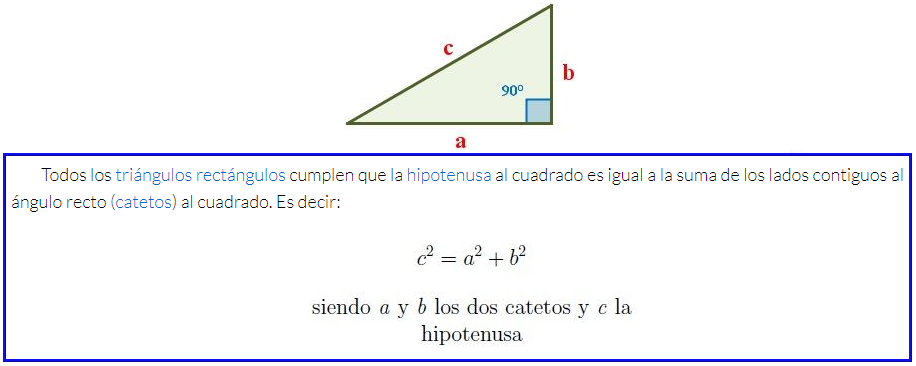 c
b
90º
a
Todos los triángulos rectángulos cumplen que la hipotenusa al cuadrado es igual a la suma de los lados contiguos al
ángulo recto (catetos) al cuadrado. Es decir:
c² = a² + b²
siendo a y b los dos catetos y c la
hipotenusa